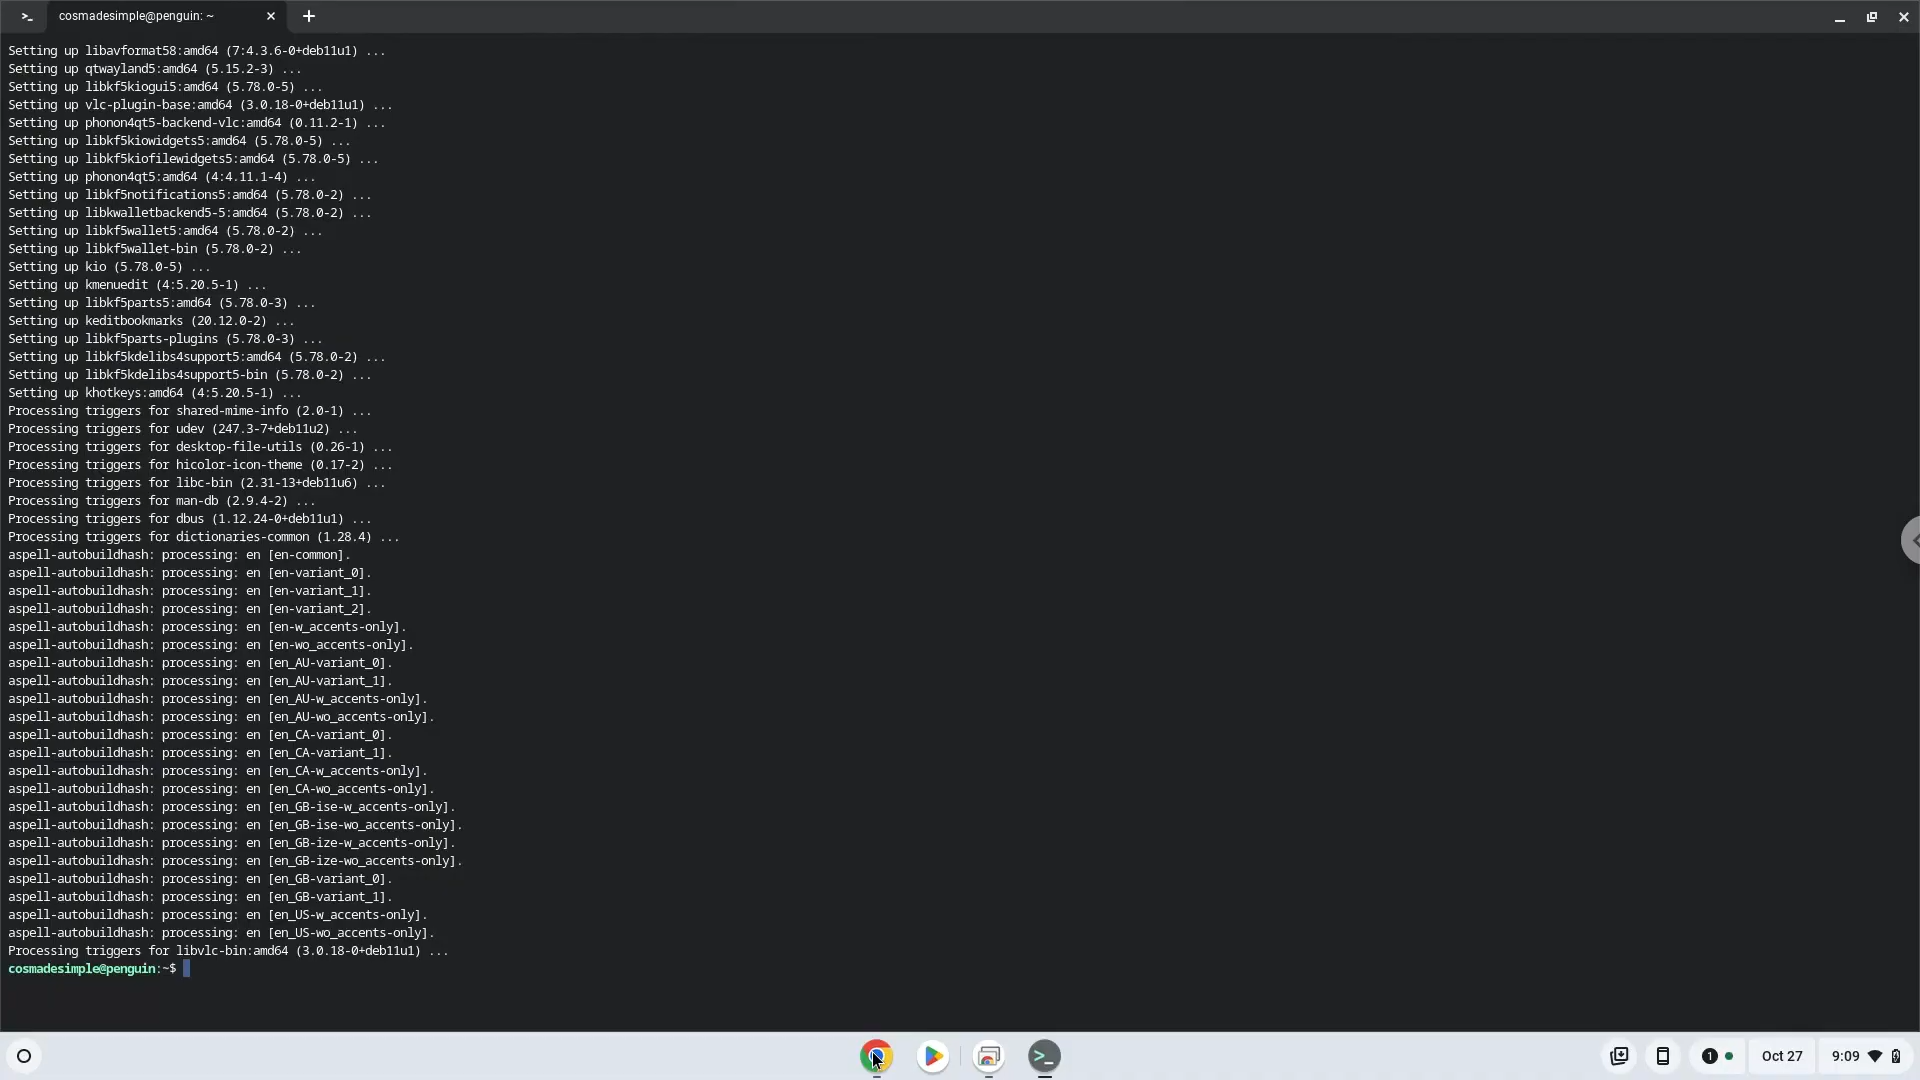 cosmadesimple@penguin: ~
Setting up libavformat58:amd64 (7:4.3.6-0+deb11u1) ...
Setting up qtwayland5:amd64 (5.15.2-3) ...
Setting up libkf5kiogui5:amd64 (5.78.0-5) ...
Setting up vlc-plugin-base:amd64 (3.0.18-0+deb11u1) ...
Setting up phonon4qt5-backend-vlc:amd64 (0.11.2-1) ...
Setting up libkf5kiowidgets5:amd64 (5.78.0-5) ...
Setting up libkf5kiofilewidgets5:amd64 (5.78.0-5) ...
Setting up phonon4qt5:amd64 (4:4.11.1-4) ...
Setting up libkf5notifications5:amd64 (5.78.0-2) ...
Setting up libkwalletbackend5-5:amd64 (5.78.0-2) ...
Setting up libkf5wallet5:amd64 (5.78.0-2) ...
Setting up libkf5wallet-bin (5.78.0-2) ...
Setting up kio (5.78.0-5) ...
Setting up kmenuedit (4:5.20.5-1) ...
Setting up libkf5parts5:amd64 (5.78.0-3) ...
Setting up keditbookmarks (20.12.0-2) ...
Setting up libkf5parts-plugins (5.78.0-3) ...
Setting up libkf5kdelibs4support5:amd64 (5.78.0-2) ...
Setting up libkf5kdelibs4support5-bin (5.78.0-2) ...
Setting up khotkeys:amd64 (4:5.20.5-1) ...
Processing triggers for shared-mime-info (2.0-1) ...
Processing triggers for udev (247.3-7+deb11u2) ...
Processing triggers for desktop-file-utils (0.26-1) ...
Processing triggers for hicolor-icon-theme (0.17-2) ...
Processing triggers for libc-bin (2.31-13+deb11u6) ...
Processing triggers for man-db (2.9.4-2) ...
Processing triggers for dbus (1.12.24-0+deb11u1) ...
Processing triggers for dictionaries-common (1.28.4) ...
aspell-autobuildhash: processing: en [en-common].
aspell-autobuildhash: processing: en [en-variant_0].
aspell-autobuildhash: processing: en [en-variant_1].
aspell-autobuildhash: processing: en [en-variant_2].
aspell-autobuildhash: processing: en [en-w_accents-only].
aspell-autobuildhash: processing: en [en-wo_accents-only].
aspell-autobuildhash: processing: en [en_AU-variant_0].
aspell-autobuildhash: processing: en [en_AU-variant_1].
aspell-autobuildhash: processing: en [en_AU-w_accents-only].
aspell-autobuildhash: processing: en [en_AU-wo_accents-only].
aspell-autobuildhash: processing: en [en_CA-variant_0].
aspell-autobuildhash: processing: en [en_CA-variant_1].
aspell-autobuildhash: processing: en [en_CA-w_accents-only].
aspell-autobuildhash: processing: en [en_CA-wo_accents-only].
aspell-autobuildhash: processing: en [en_GB-ise-w_accents-only].
aspell-autobuildhash: processing: en [en_GB-ise-wo_accents-only].
aspell-autobuildhash: processing: en [en_GB-ize-w_accents-only].
aspell-autobuildhash: processing: en [en_GB-ize-wo_accents-only].
aspell-autobuildhash: processing: en [en_GB-variant_0].
aspell-autobuildhash: processing: en [en_GB-variant_1].
aspell-autobuildhash: processing: en [en_US-w_accents-only].
aspell-autobuildhash: processing: en [en_US-wo_accents-only].
Processing triggers for libvlc-bin:amd64 (3.0.18-0+deb11u1) ...
cosmadesimple@penguin:~$
1 Oct 27 9:09